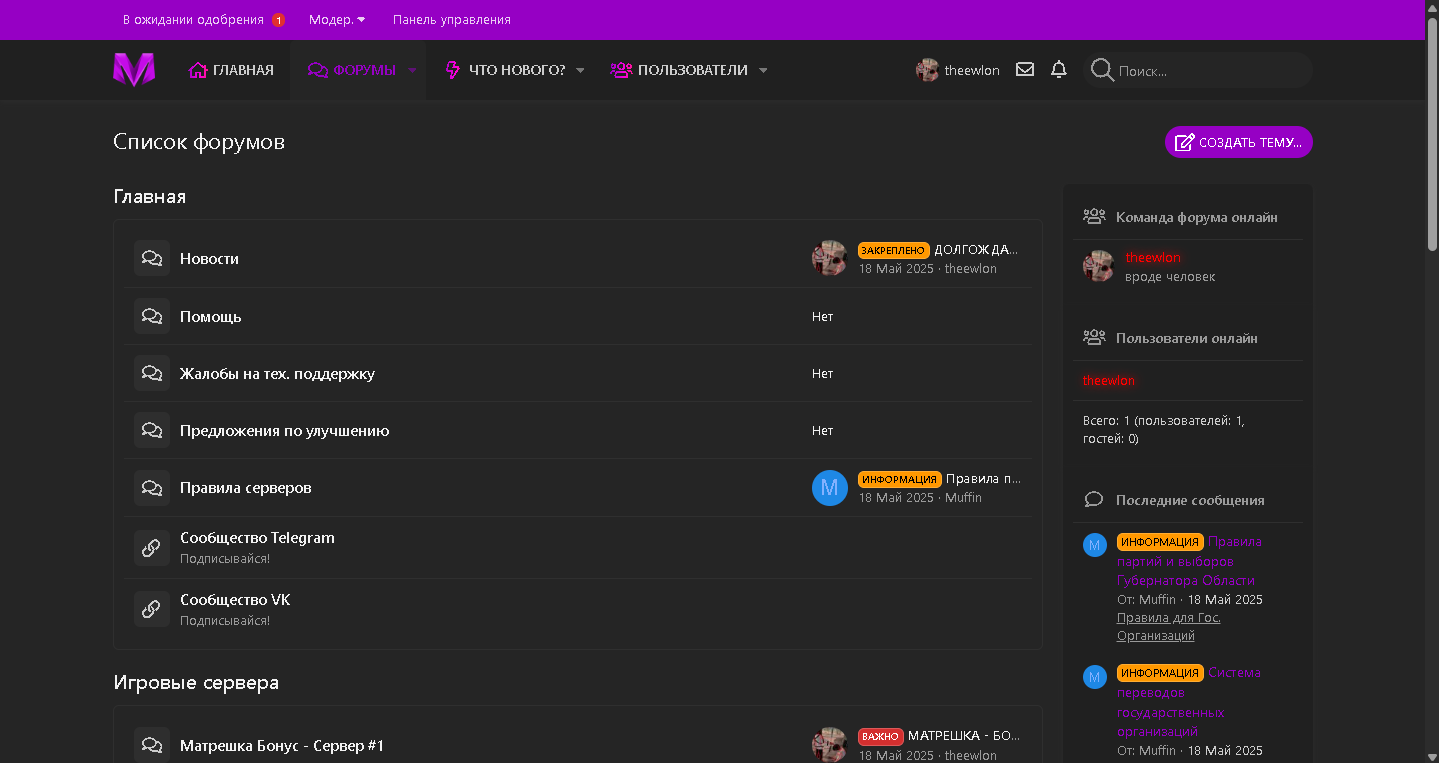 В ожидании одобрения 1 Модер. Панель управления
ГЛАВНАЯ ФОРУМЫ ЧТО НОВОГО? ПОЛЬЗОВАТЕЛИ theewlon Поиск...
Список форумов
СОЗДАТЬ ТЕМУ...
Главная
Новости
ЗАКРЕПЛЕНО ДОЛГОЖДА...
18 Май 2025 · theewlon
Помощь
Нет
Жалобы на тех. поддержку
Нет
Предложения по улучшению
Нет
Правила серверов
M
ИНФОРМАЦИЯ Правила п...
18 Май 2025 · Muffin
Сообщество Telegram
Подписывайся!
Сообщество VK
Подписывайся!
Игровые сервера
Матрешка Бонус - Сервер #1
ВАЖНО МАТРЕШКА - БО...
18 Май 2025 · theewlon
Команда форума онлайн
theewlon
вроде человек
Пользователи онлайн
theewlon
Всего: 1 (пользователей: 1,
гостей: 0)
Последние сообщения
M
ИНФОРМАЦИЯ Правила
партий и выборов
Губернатора Области
От: Muffin · 18 Май 2025
Правила для Гос.
Организаций
M
ИНФОРМАЦИЯ Система
переводов
государственных
организаций
От: Muffin · 18 Май 2025